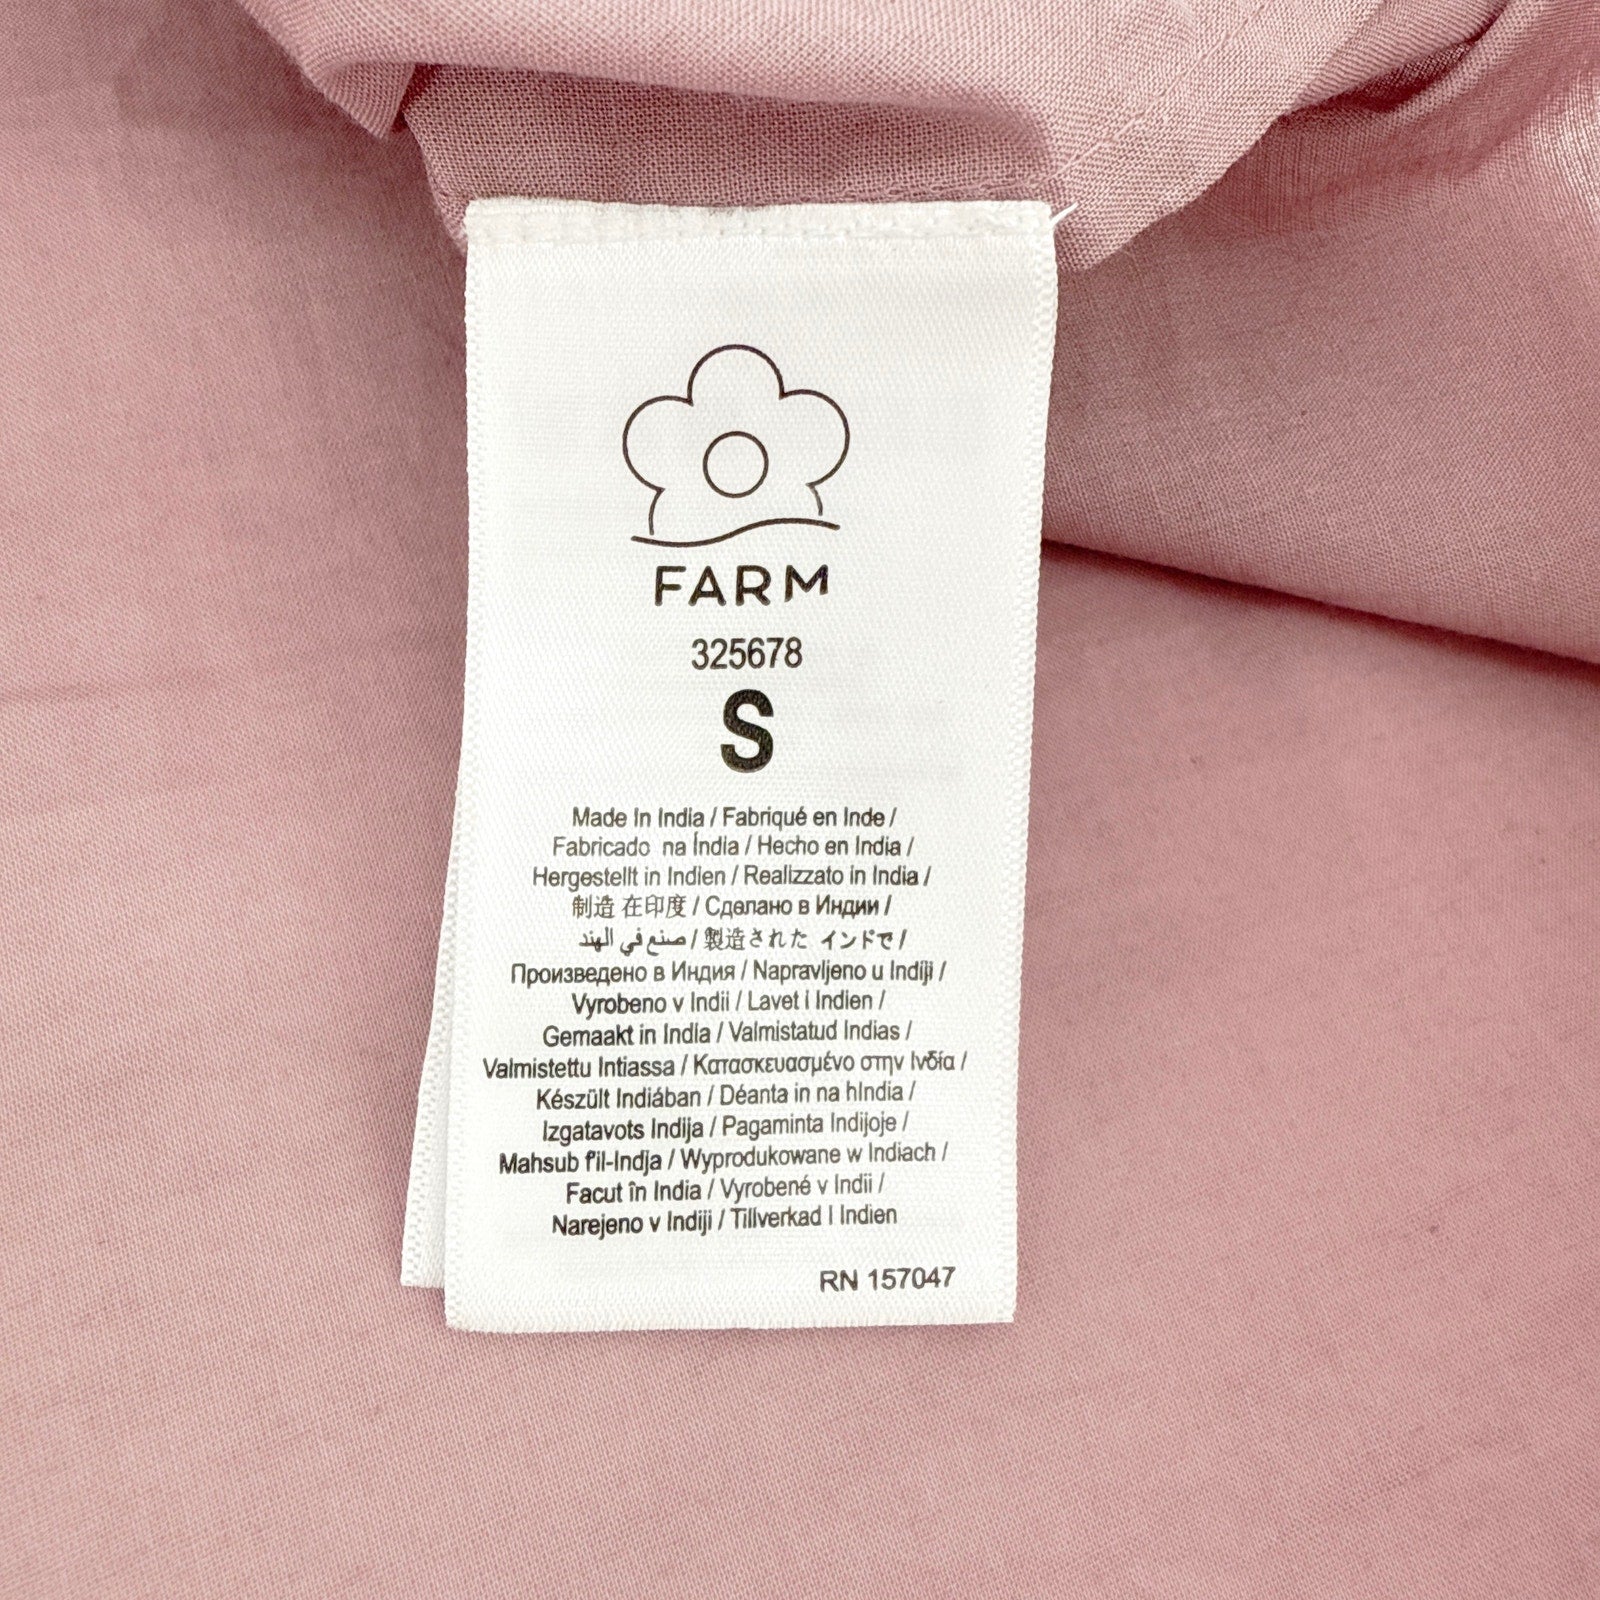 FARM
325678
S
Made In India / Fabriqué en Inde /
Fabricado na Índia / Hecho en India /
Hergestellt in Indien / Realizzato in India /
制造 在印度 / Сделано в Индии /
صنع في الهند / 製造された インドで /
Произведено в Индия / Napravljeno u Indiji /
Vyrobeno v Indii / Lavet i Indien /
Gemaakt in India / Valmistatud Indias /
Valmistettu Intiassa / Κατασκευασμένο στην Ινδία /
Készült Indiában / Déanta in na hIndia /
Izgatavots Indija / Pagaminta Indijoje /
Mahsub f'il-Indja / Wyprodukowane w Indiach /
Facut în India / Vyrobené v Indii /
Narejeno v Indiji / Tillverkad I Indien
RN 157047